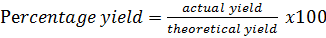 Percentage yield = actual yield / theoretical yield x100